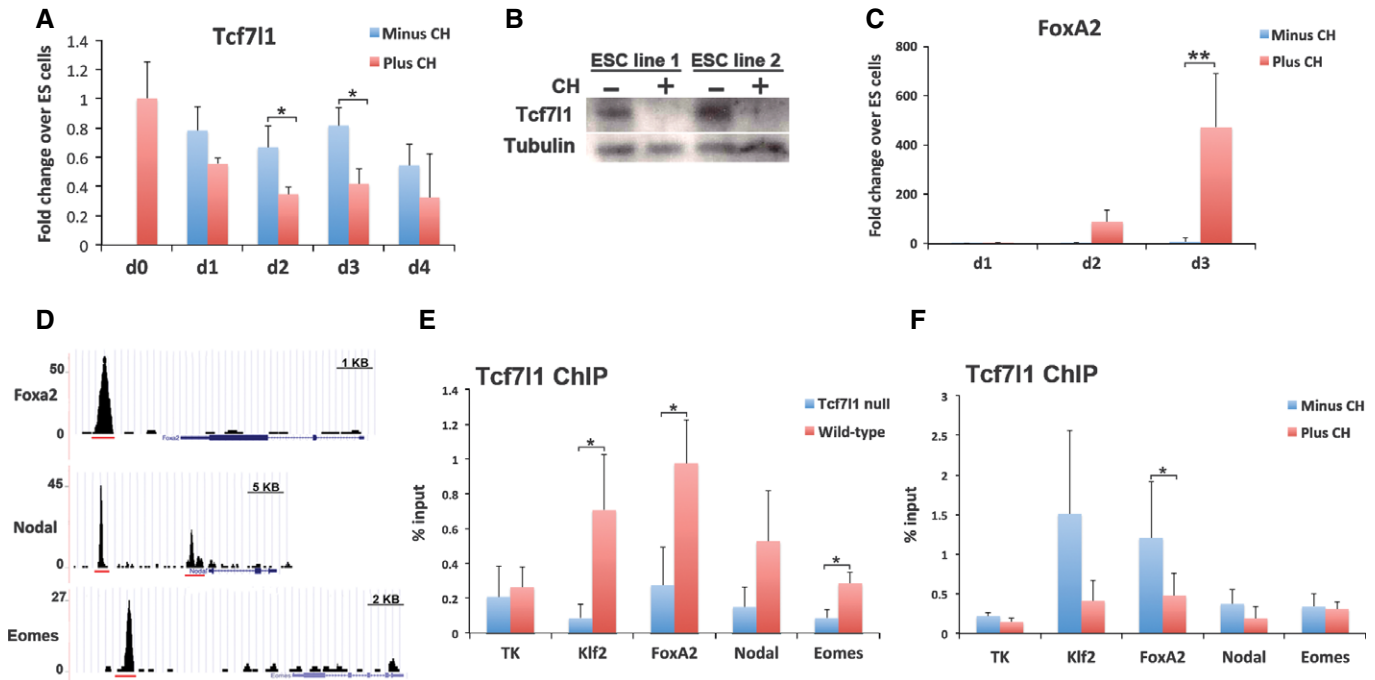 A
Tcf7l1
Minus CH
Plus CH
Fold change over ES cells
1.4
1.2
1
0.8
0.6
0.4
0.2
0
*
*
d0 d1 d2 d3 d4
B
ESC line 1 ESC line 2
CH − + − +
Tcf7l1
Tubulin
C
FoxA2
Minus CH
Plus CH
Fold change over ES cells
800
600
400
200
0
**
d1 d2 d3
D
Foxa2
50
0
1 KB
Foxa2
Nodal
45
0
5 KB
Nodal
Eomes
27
0
2 KB
Eomes
E
Tcf7l1 ChIP
Tcf7l1 null
Wild-type
% input
1.4
1.2
1
0.8
0.6
0.4
0.2
0
*
*
*
TK Klf2 FoxA2 Nodal Eomes
F
Tcf7l1 ChIP
Minus CH
Plus CH
% input
3
2.5
2
1.5
1
0.5
0
*
TK Klf2 FoxA2 Nodal Eomes